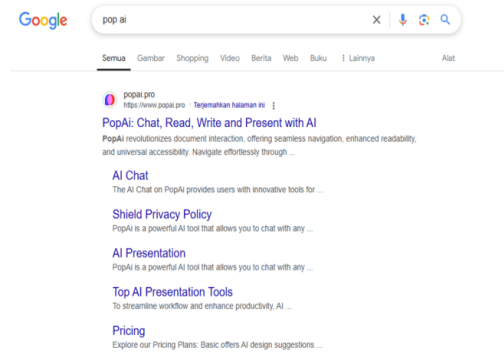 Google
pop ai
Semua Gambar Shopping Video Berita Web Buku Lainnya Alat
popai.pro
https://www.popai.pro · Terjemahkan halaman ini
PopAi: Chat, Read, Write and Present with AI
PopAi revolutionizes document interaction, offering seamless navigation, enhanced readability,
and universal accessibility. Navigate effortlessly through ...
AI Chat
The AI Chat on PopAi provides users with innovative tools for ...
Shield Privacy Policy
PopAi is a powerful AI tool that allows you to chat with any ...
AI Presentation
PopAi is a powerful AI tool that allows you to chat with any ...
Top AI Presentation Tools
To streamline workflow and enhance productivity, AI ...
Pricing
Explore our Pricing Plans: Basic offers AI design suggestions ...